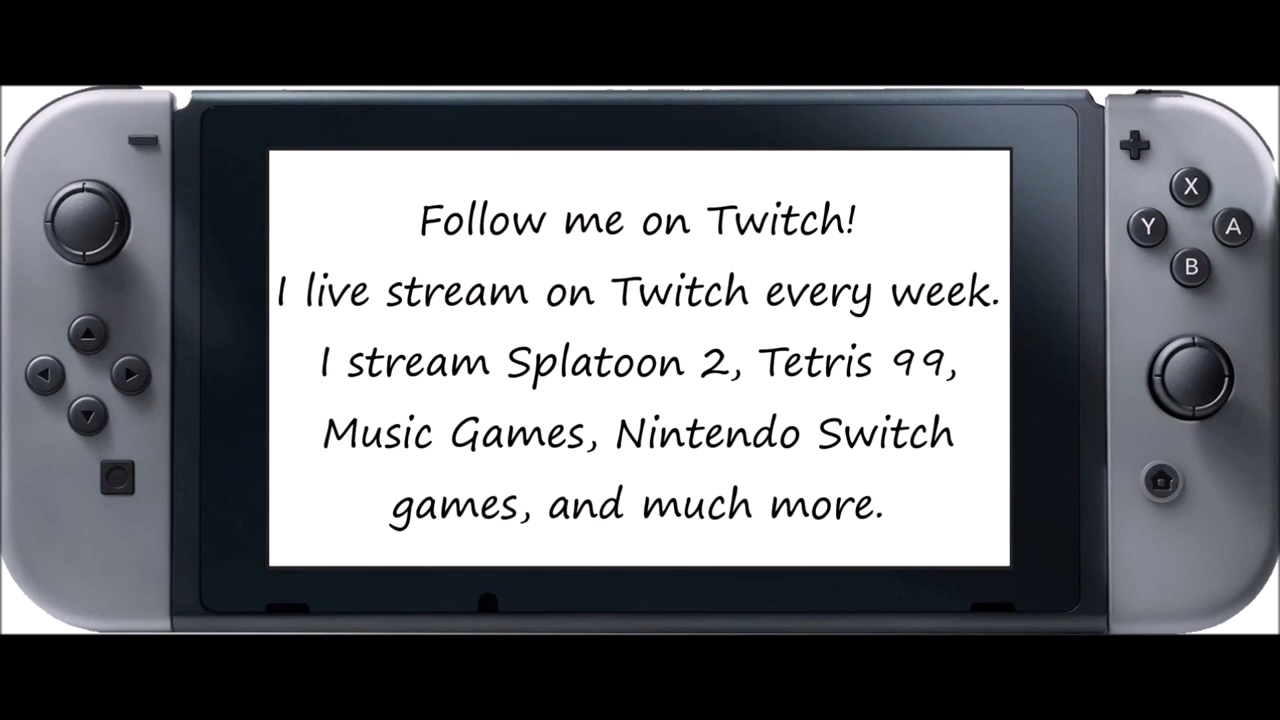 Follow me on Twitch!
I live stream on Twitch every week.
I stream Splatoon 2, Tetris 99,
Music Games, Nintendo Switch
games, and much more.
X
Y A
B